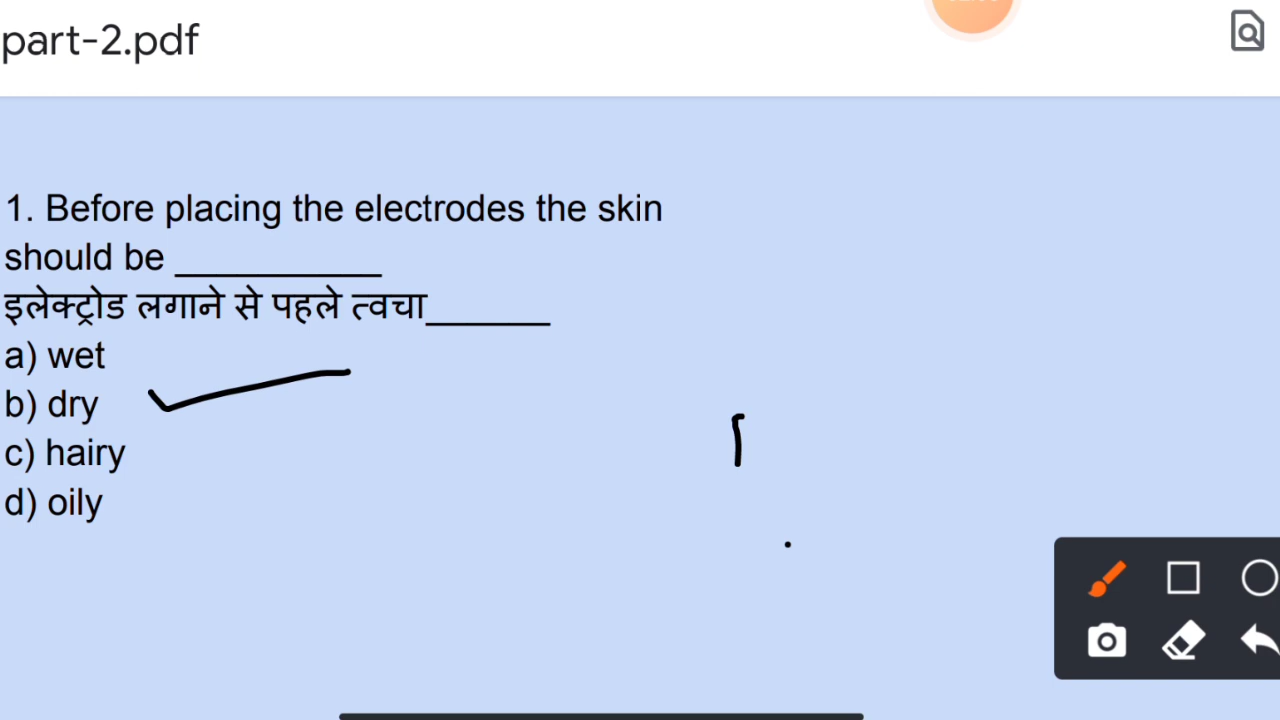 part-2.pdf
1. Before placing the electrodes the skin
should be __________
इलेक्ट्रोड लगाने से पहले त्वचा______
a) wet
b) dry
c) hairy
d) oily